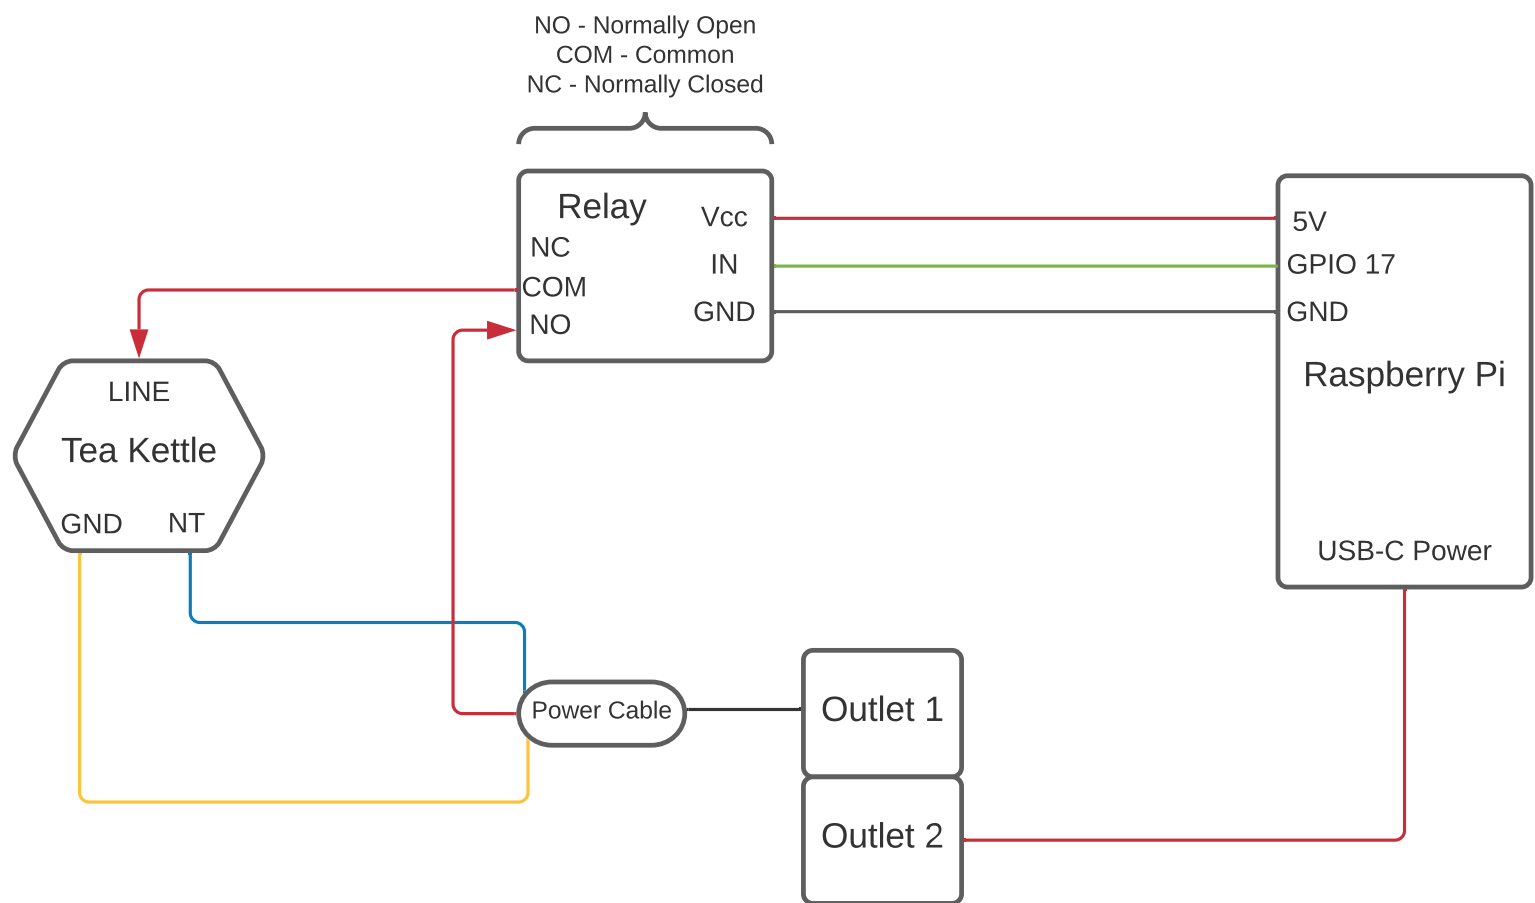 NO - Normally Open
COM - Common
NC - Normally Closed
Relay
NC
COM
NO
Vcc
IN
GND
5V
GPIO 17
GND
Raspberry Pi
USB-C Power
LINE
Tea Kettle
GND
NT
Power Cable
Outlet 1
Outlet 2